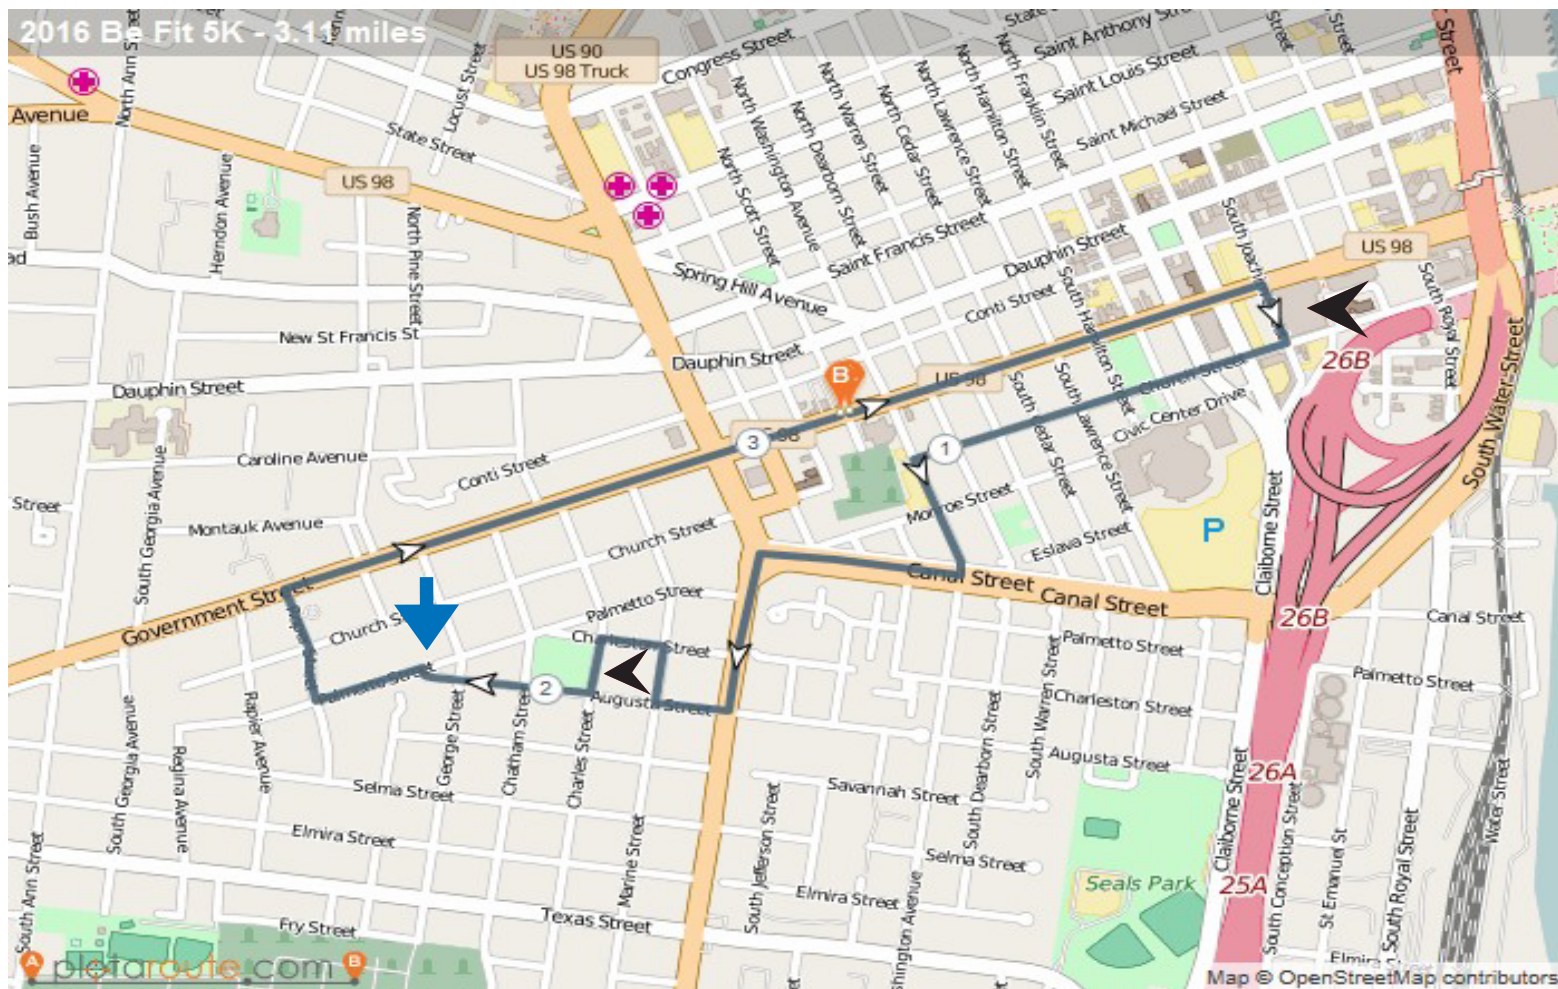 2016 Be Fit 5K - 3.11 miles
US 90
US 98 Truck
Congress Street
Saint Anthony
Saint Louis Street
Saint Michael Street
North Ann
Locust Street
State Street
Avenue
Bush Avenue
Herndon Avenue
US 98
North Pine Street
North Washington Avenue
North Warren Street
North Dearborn Street
North Cedar Street
North Lawrence Street
North Hamilton Street
North Franklin Street
North Scott Street
Saint Francis Street
Spring Hill Avenue
Dauphin Street
Conti Street
South Joachim
US 98
South Royal Street
South Water Street
New St Francis St
Dauphin Street
Dauphin Street
B
US 98
South Hamilton Street
Church Street
Civic Center Drive
26B
3
1
South Cedar Street
South Lawrence Street
Caroline Avenue
Conti Street
Street
South Georgia Avenue
Montauk Avenue
Church Street
Monroe Street
Eslava Street
P
Claiborne Street
Government Street
Canal Street
Canal Street
Canal Street
26B
Palmetto Street
Church S
Charleston Street
Palmetto Street
Palmetto Street
Palmetto Street
2
Augusta Street
Charleston Street
Augusta Street
South Warren Street
South Dearborn Street
Rapier Avenue
George Street
Chatham Street
Charles Street
South Georgia Avenue
Regina Avenue
Selma Street
Savannah Street
26A
Claiborne Street
Water Street
Elmira Street
Marine Street
South Jefferson Street
Selma Street
Elmira Street
Seals Park
25A
South Conception Street
St Emanuel St
South Royal Street
South Ann Street
Fry Street
Texas Street
Elmira
A plotaroute.com B
Map © OpenStreetMap contributors